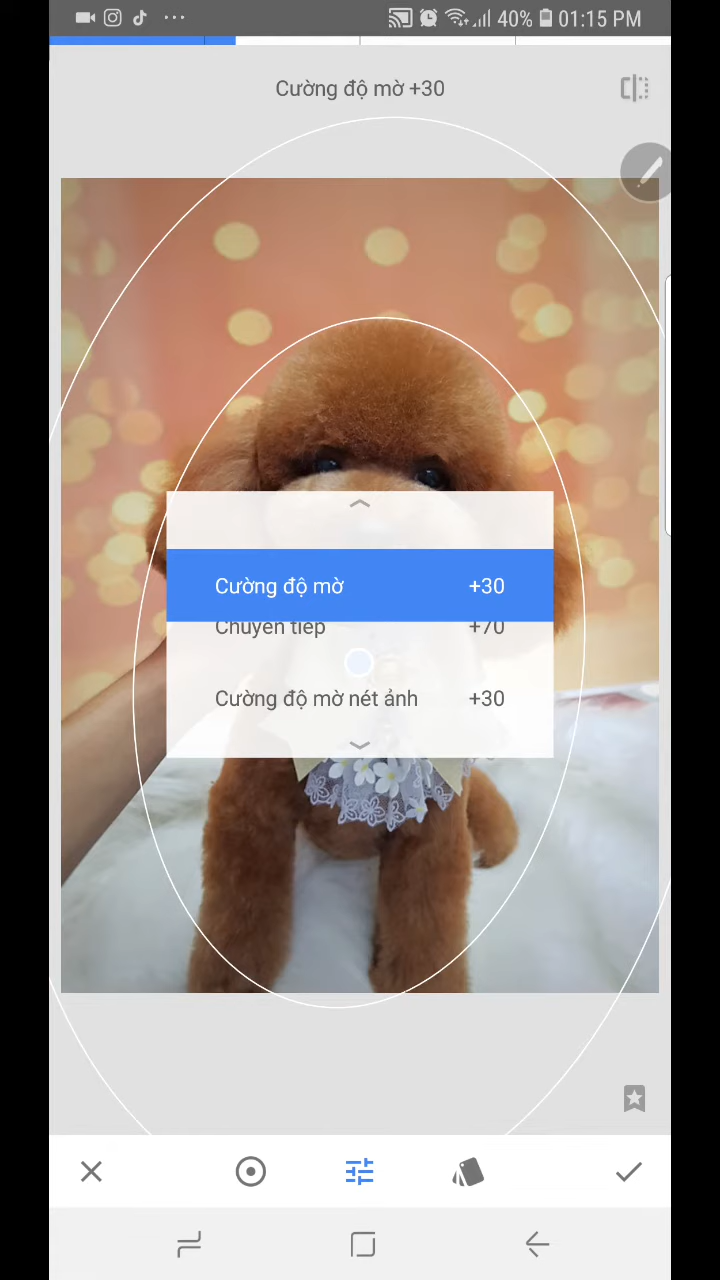 40% 01:15 PM
Cường độ mờ +30
Cường độ mờ +30
Chuyển tiếp +70
Cường độ mờ nét ảnh +30